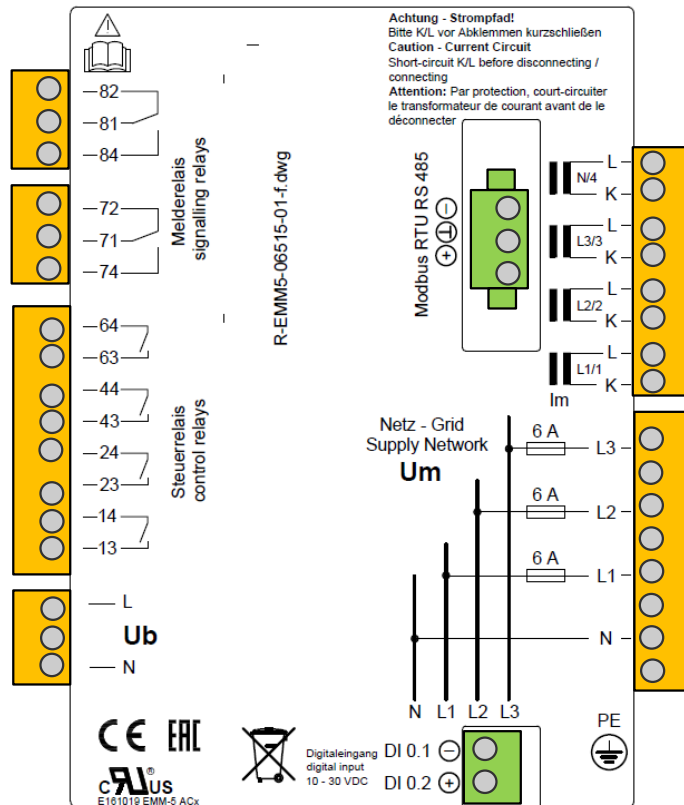 Achtung - Strompfad!
Bitte K/L vor Abklemmen kurzschließen
Caution - Current Circuit
Short-circuit K/L before disconnecting /
connecting
Attention: Par protection, court-circuiter
le transformateur de courant avant de le
déconnecter
82
81
84
72
71
74
Melderelais
signalling relays
R-EMM5-06515-01-f.dwg
Modbus RTU RS 485
L
N/4
K
L
L3/3
K
L
L2/2
K
L
L1/1
K
Im
64
63
44
43
24
23
14
13
Steuerrelais
control relays
Netz - Grid
Supply Network
Um
6 A
L3
6 A
L2
6 A
L1
N
L
Ub
N
N L1 L2 L3
PE
CE EAC
C RU US ®
E161019 EMM-5 ACx
Digitaleingang
digital input
10 - 30 VDC
DI 0.1 −
DI 0.2 +